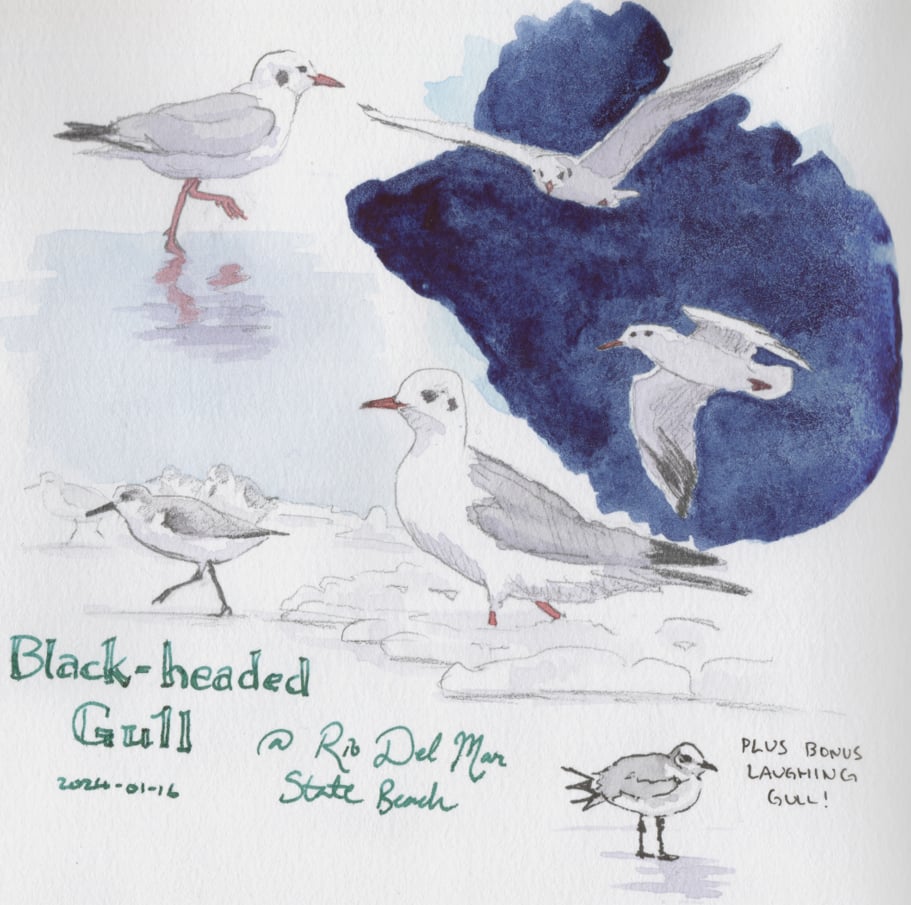 Black-headed
Gull
@ Rio Del Mar
State Beach
2024-01-16
PLUS BONUS
LAUGHING
GULL!